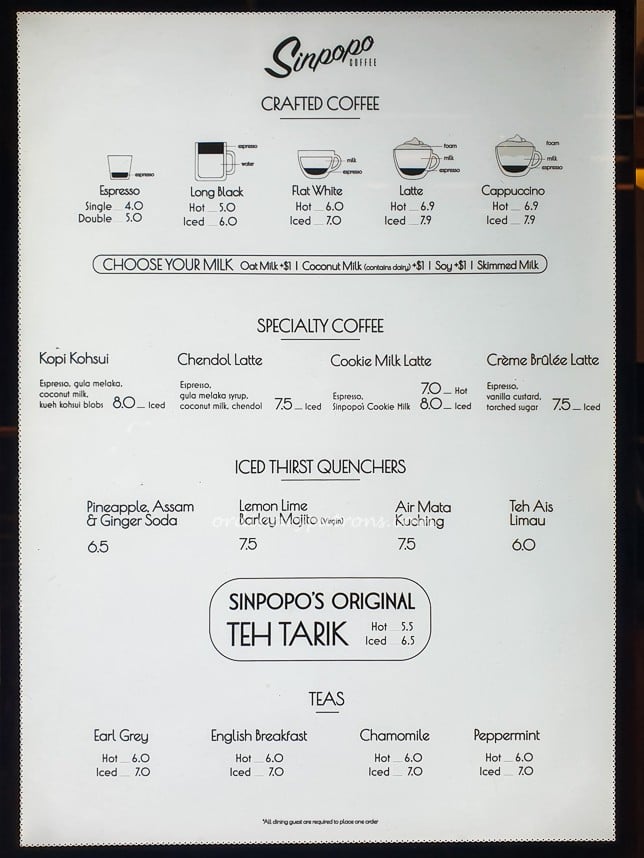 Sinpopo
COFFEE
CRAFTED COFFEE
espresso
espresso
water
milk
espresso
foam
milk
espresso
foam
milk
espresso
Espresso
Single 4.0
Double 5.0
Long Black
Hot 5.0
Iced 6.0
Flat White
Hot 6.0
Iced 7.0
Latte
Hot 6.9
Iced 7.9
Cappuccino
Hot 6.9
Iced 7.9
CHOOSE YOUR MILK Oat Milk +$1 | Coconut Milk (contains dairy) +$1 | Soy +$1 | Skimmed Milk
SPECIALTY COFFEE
Kopi Kohsui
Espresso, gula melaka,
coconut milk,
kueh kohsui blobs 8.0 Iced
Chendol Latte
Espresso,
gula melaka syrup,
coconut milk, chendol 7.5 Iced
Cookie Milk Latte
7.0 Hot
Espresso,
Sinpopo's Cookie Milk 8.0 Iced
Crème Brûlée Latte
Espresso,
vanilla custard,
torched sugar 7.5 Iced
ICED THIRST QUENCHERS
Pineapple, Assam
& Ginger Soda
6.5
Lemon Lime
Barley Mojito (Virgin)
7.5
Air Mata
Kuching
7.5
Teh Ais
Limau
6.0
SINPOPO'S ORIGINAL
TEH TARIK
Hot 5.5
Iced 6.5
TEAS
Earl Grey
Hot 6.0
Iced 7.0
English Breakfast
Hot 6.0
Iced 7.0
Chamomile
Hot 6.0
Iced 7.0
Peppermint
Hot 6.0
Iced 7.0
*All dining guest are required to place one order